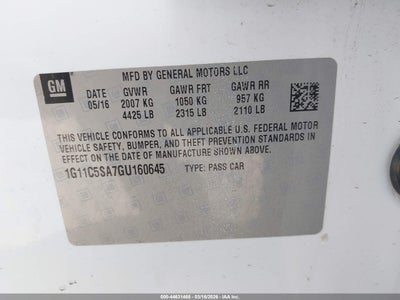 GM
MFD BY GENERAL MOTORS LLC
DATE GVWR GAWR FRT GAWR RR
05/16 2007 KG 1050 KG 957 KG
4425 LB 2315 LB 2110 LB
THIS VEHICLE CONFORMS TO ALL APPLICABLE U.S. FEDERAL MOTOR
VEHICLE SAFETY, BUMPER, AND THEFT PREVENTION STANDARDS IN
EFFECT ON THE DATE OF MANUFACTURE SHOWN ABOVE.
1G11C5SA7GU160645 TYPE: PASS CAR